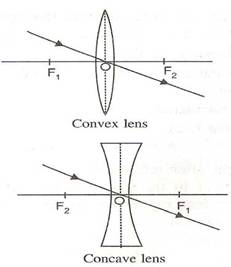 O
F₁
F₂
Convex lens
O
F₂
F₁
Concave lens